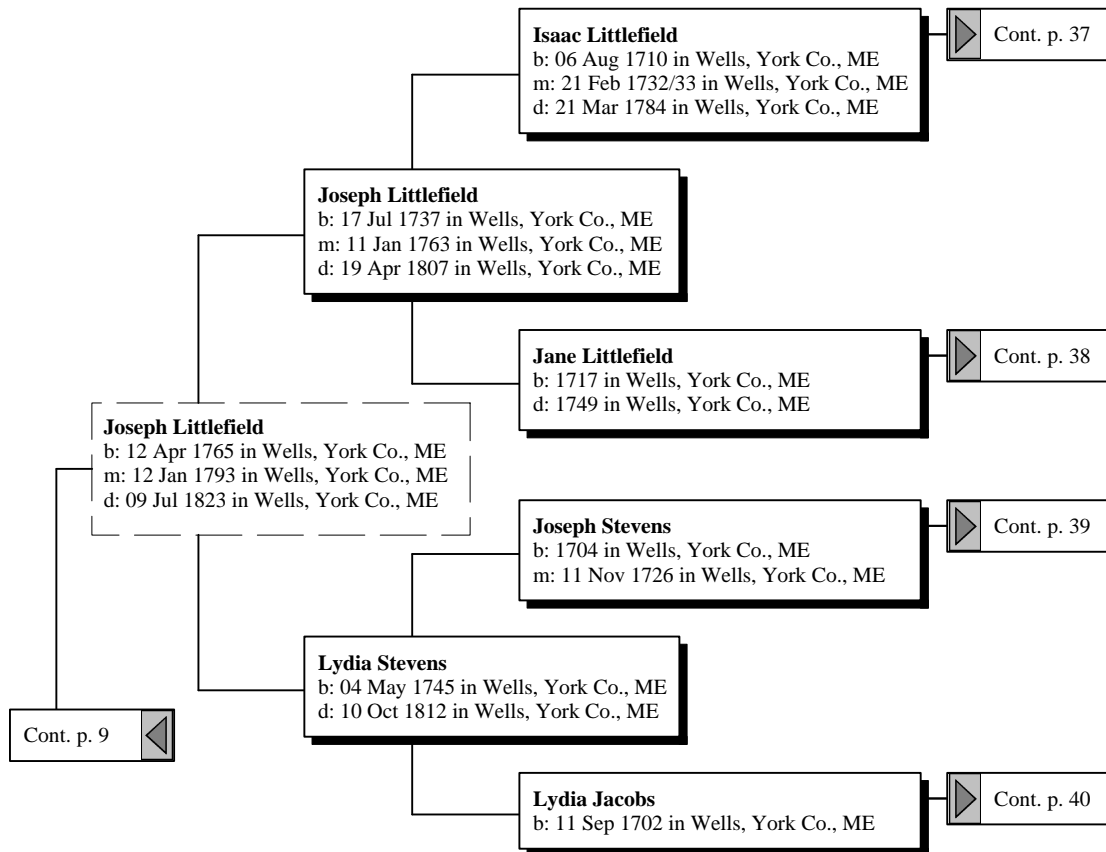 Isaac Littlefield
b: 06 Aug 1710 in Wells, York Co., ME
m: 21 Feb 1732/33 in Wells, York Co., ME
d: 21 Mar 1784 in Wells, York Co., ME
Cont. p. 37
Joseph Littlefield
b: 17 Jul 1737 in Wells, York Co., ME
m: 11 Jan 1763 in Wells, York Co., ME
d: 19 Apr 1807 in Wells, York Co., ME
Jane Littlefield
b: 1717 in Wells, York Co., ME
d: 1749 in Wells, York Co., ME
Cont. p. 38
Joseph Littlefield
b: 12 Apr 1765 in Wells, York Co., ME
m: 12 Jan 1793 in Wells, York Co., ME
d: 09 Jul 1823 in Wells, York Co., ME
Joseph Stevens
b: 1704 in Wells, York Co., ME
m: 11 Nov 1726 in Wells, York Co., ME
Cont. p. 39
Lydia Stevens
b: 04 May 1745 in Wells, York Co., ME
d: 10 Oct 1812 in Wells, York Co., ME
Cont. p. 9
Lydia Jacobs
b: 11 Sep 1702 in Wells, York Co., ME
Cont. p. 40